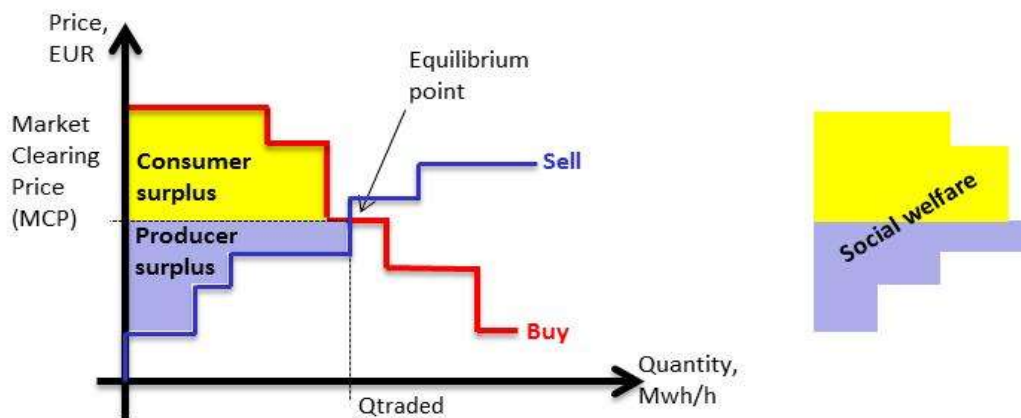 Price,
EUR
Equilibrium
point
Market
Clearing
Price
(MCP)
Consumer
surplus
Sell
Producer
surplus
Buy
Quantity,
Mwh/h
Qtraded
Social welfare